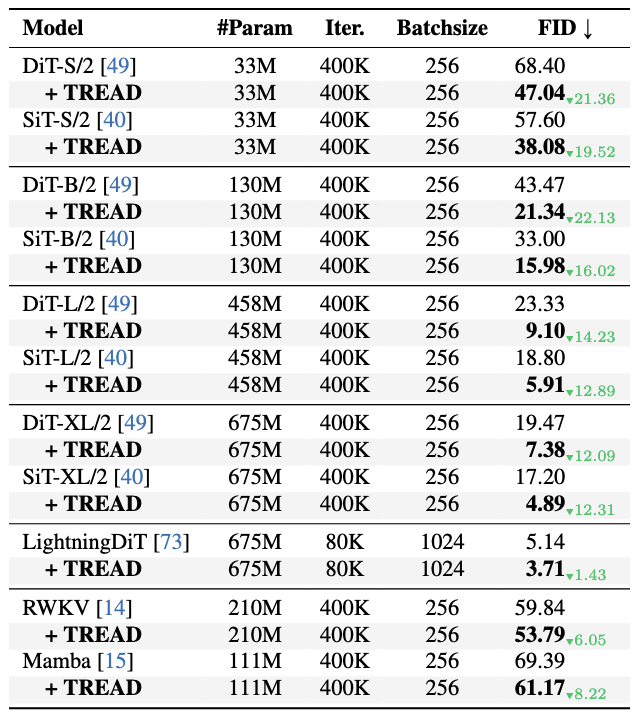 Model #Param Iter. Batchsize FID ↓
DiT-S/2 [49] 33M 400K 256 68.40
+ TREAD 33M 400K 256 47.04 ▼21.36
SiT-S/2 [40] 33M 400K 256 57.60
+ TREAD 33M 400K 256 38.08 ▼19.52
DiT-B/2 [49] 130M 400K 256 43.47
+ TREAD 130M 400K 256 21.34 ▼22.13
SiT-B/2 [40] 130M 400K 256 33.00
+ TREAD 130M 400K 256 15.98 ▼16.02
DiT-L/2 [49] 458M 400K 256 23.33
+ TREAD 458M 400K 256 9.10 ▼14.23
SiT-L/2 [40] 458M 400K 256 18.80
+ TREAD 458M 400K 256 5.91 ▼12.89
DiT-XL/2 [49] 675M 400K 256 19.47
+ TREAD 675M 400K 256 7.38 ▼12.09
SiT-XL/2 [40] 675M 400K 256 17.20
+ TREAD 675M 400K 256 4.89 ▼12.31
LightningDiT [73] 675M 80K 1024 5.14
+ TREAD 675M 80K 1024 3.71 ▼1.43
RWKV [14] 210M 400K 256 59.84
+ TREAD 210M 400K 256 53.79 ▼6.05
Mamba [15] 111M 400K 256 69.39
+ TREAD 111M 400K 256 61.17 ▼8.22